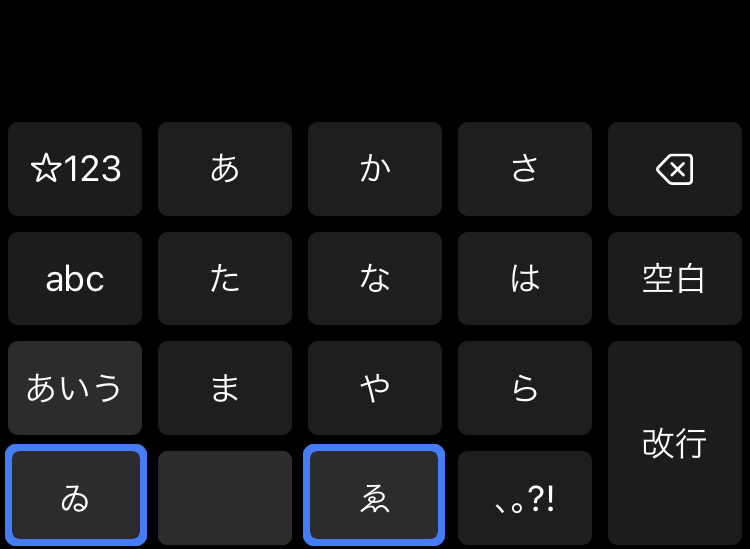 ☆123 あ か さ
abc た な は 空白
あいう ま や ら 改行
ゐ ゑ 、。?!